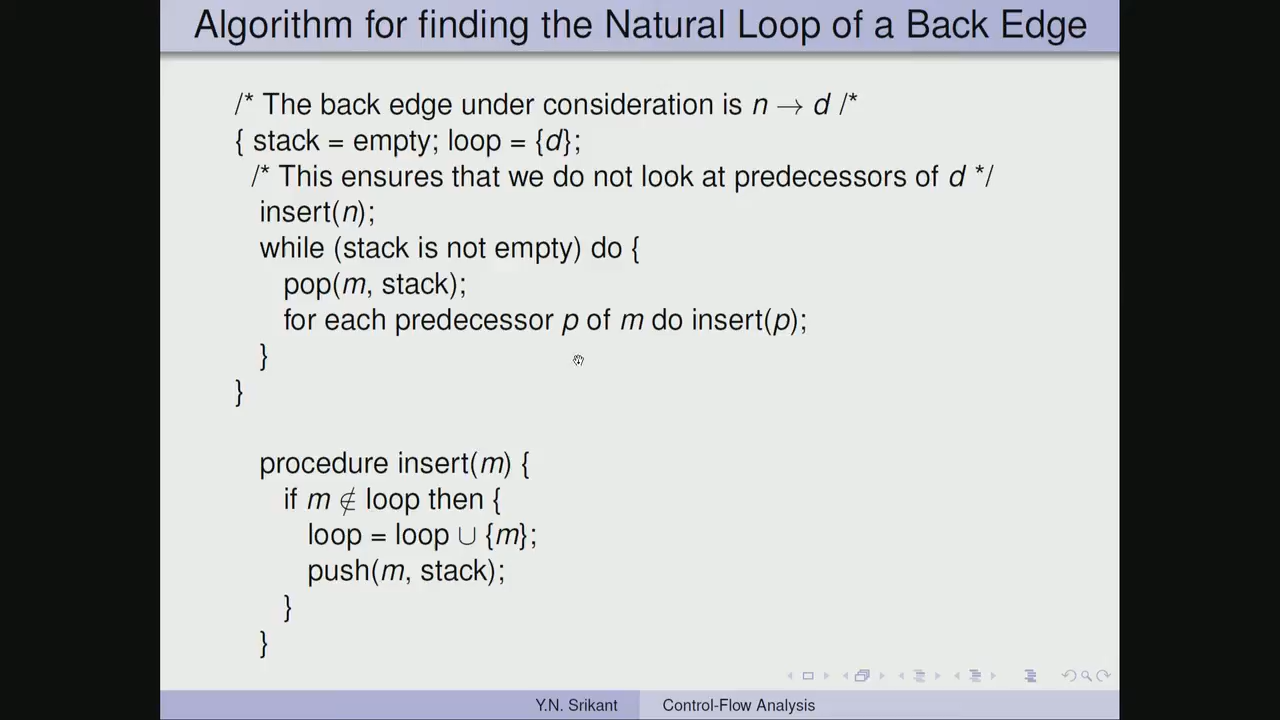 Algorithm for finding the Natural Loop of a Back Edge
/* The back edge under consideration is n → d /*
{ stack = empty; loop = {d};
/* This ensures that we do not look at predecessors of d */
insert(n);
while (stack is not empty) do {
pop(m, stack);
for each predecessor p of m do insert(p);
}
}
procedure insert(m) {
if m ∉ loop then {
loop = loop ∪ {m};
push(m, stack);
}
}
Y.N. Srikant Control-Flow Analysis